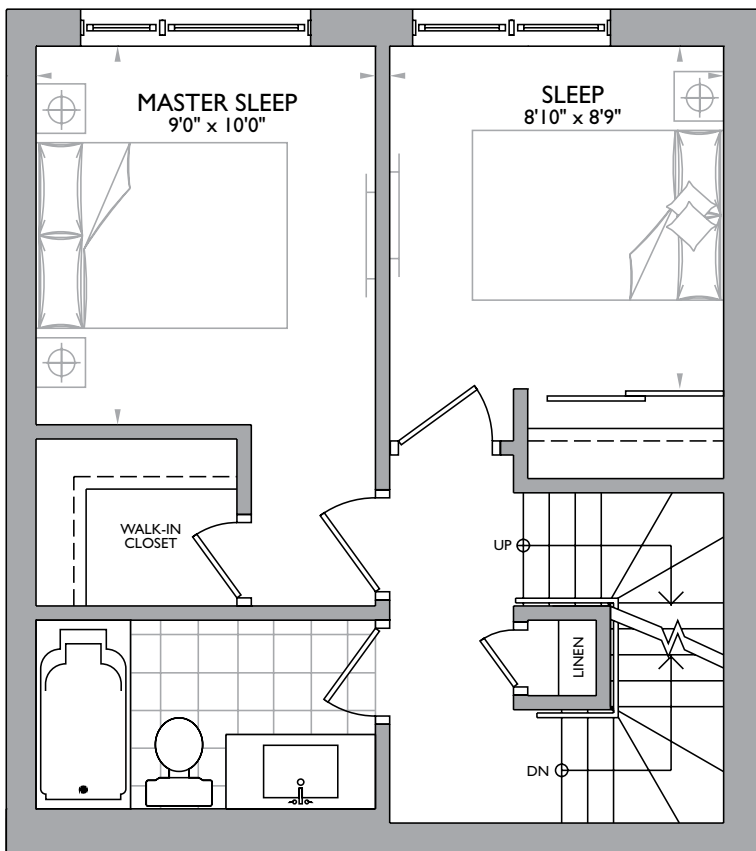 MASTER SLEEP
9'0" x 10'0"
SLEEP
8'10" x 8'9"
WALK-IN
CLOSET
UP
LINEN
DN